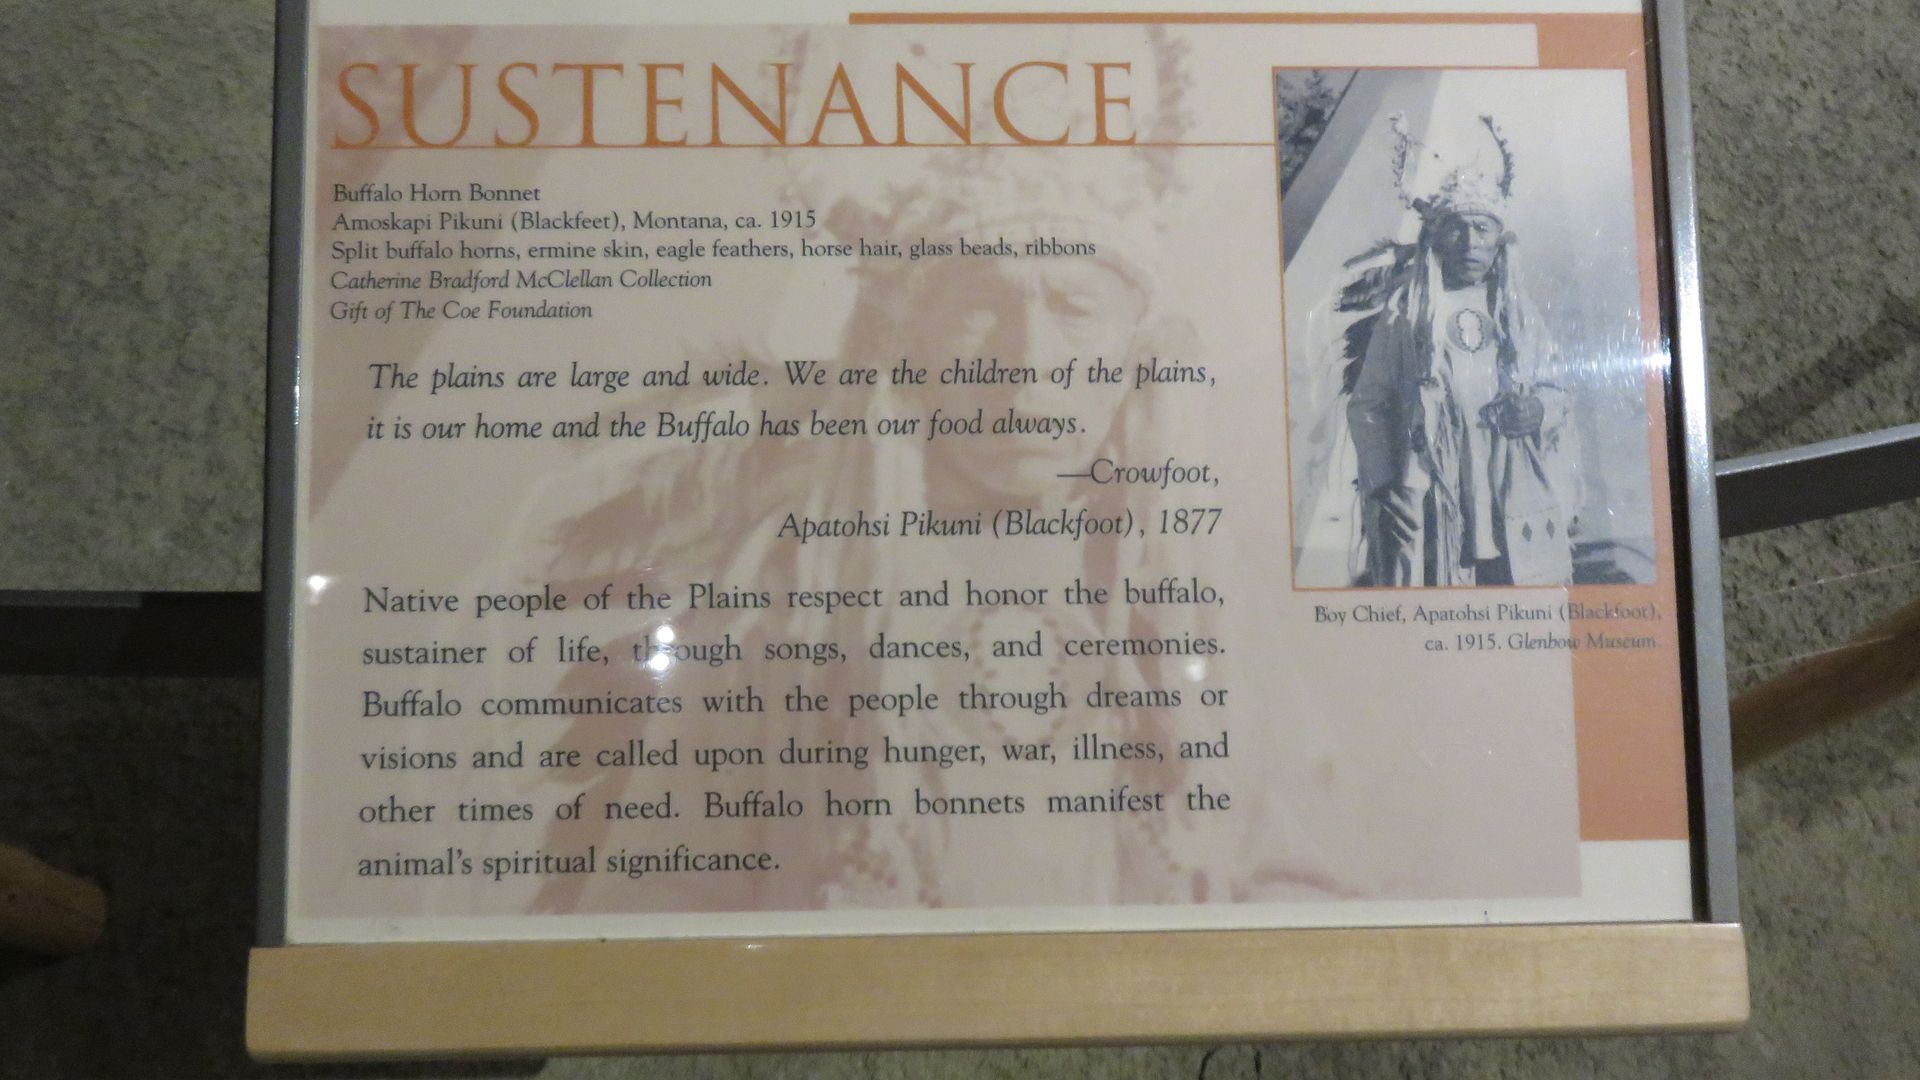 SUSTENANCE
Buffalo Horn Bonnet
Amoskapi Pikuni (Blackfeet), Montana, ca. 1915
Split buffalo horns, ermine skin, eagle feathers, horse hair, glass beads, ribbons
Catherine Bradford McClellan Collection
Gift of The Coe Foundation
The plains are large and wide. We are the children of the plains,
it is our home and the Buffalo has been our food always.
—Crowfoot,
Apatohsi Pikuni (Blackfoot), 1877
Native people of the Plains respect and honor the buffalo,
sustainer of life, through songs, dances, and ceremonies.
Buffalo communicates with the people through dreams or
visions and are called upon during hunger, war, illness, and
other times of need. Buffalo horn bonnets manifest the
animal's spiritual significance.
Boy Chief, Apatohsi Pikuni (Blackfoot),
ca. 1915. Glenbow Museum